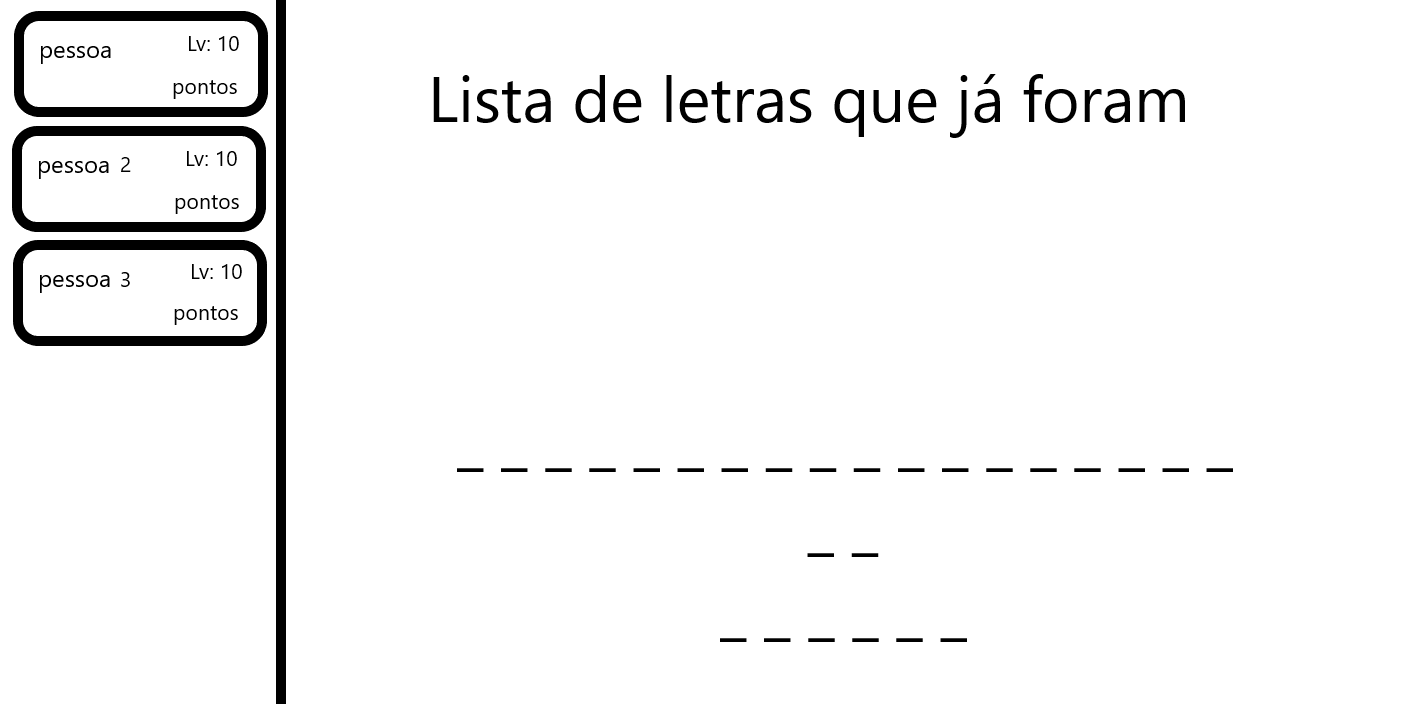 pessoa
Lv: 10
pontos
pessoa 2
Lv: 10
pontos
pessoa 3
Lv: 10
pontos
Lista de letras que já foram
_ _ _ _ _ _ _ _ _ _ _ _ _ _ _ _ _ _
_ _
_ _ _ _ _ _